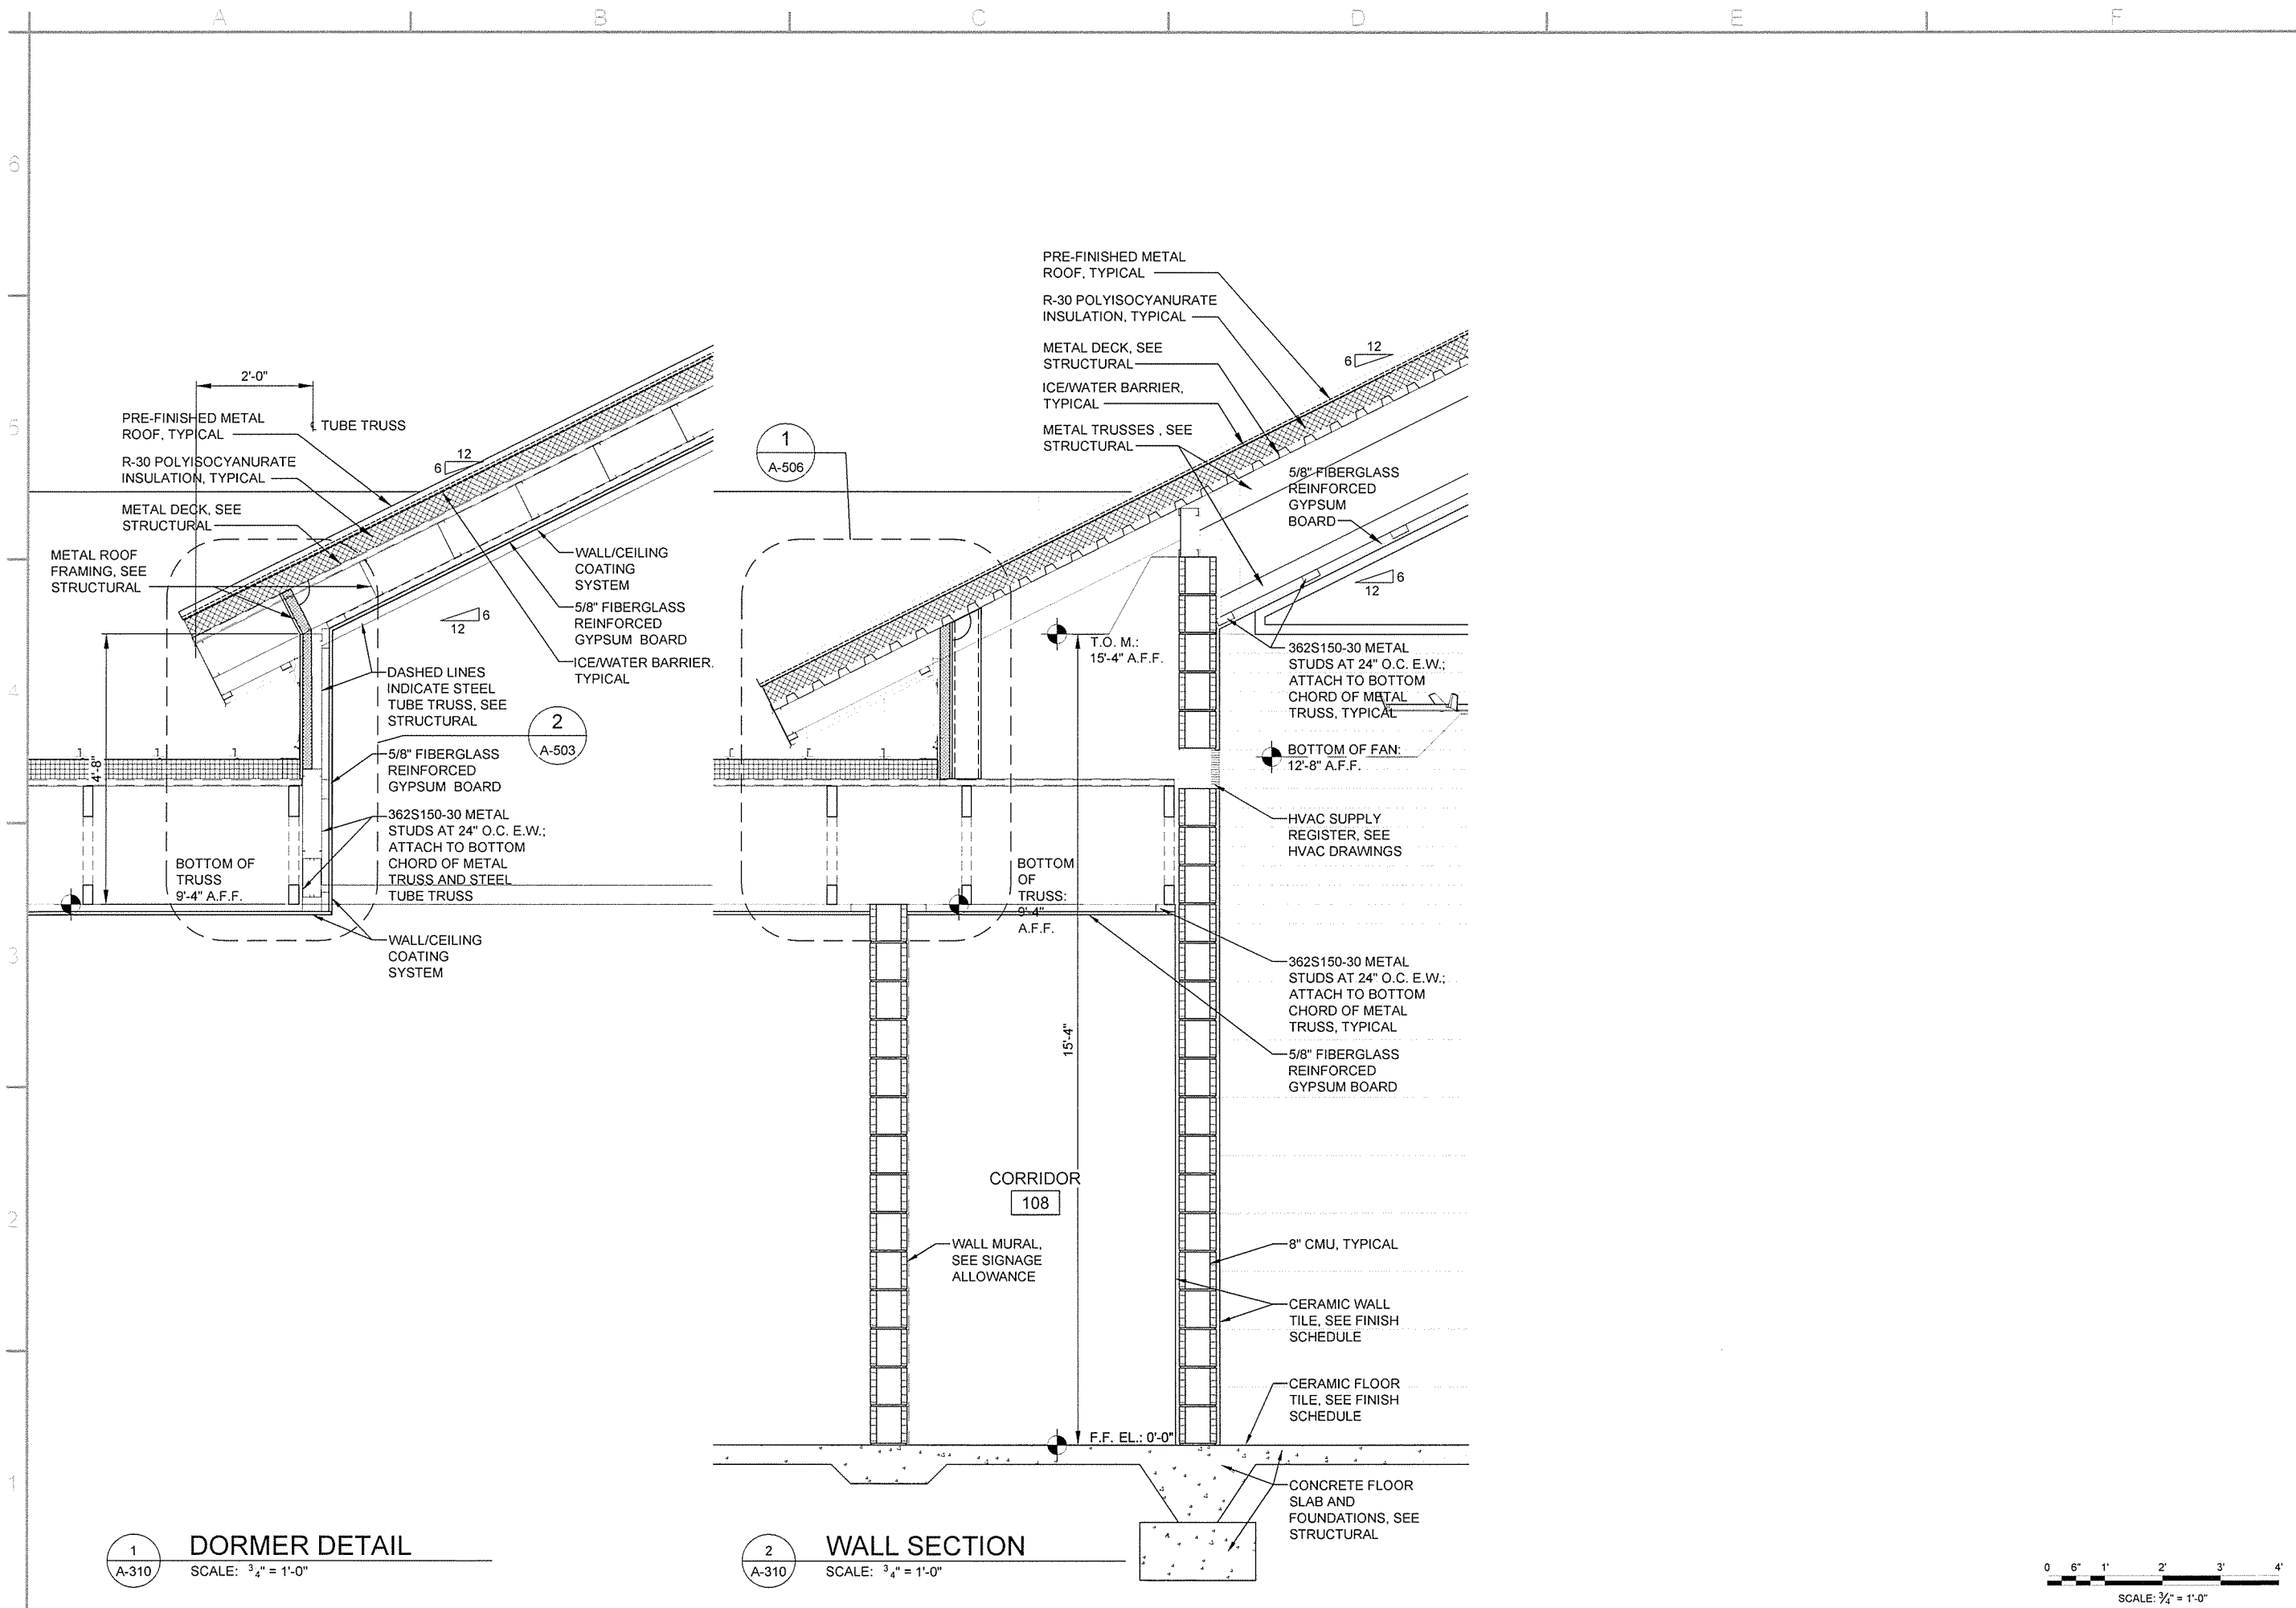 A
B
C
D
E
F
6
5
4
3
2
1
2'-0"
PRE-FINISHED METAL
ROOF, TYPICAL
℄ TUBE TRUSS
R-30 POLYISOCYANURATE
INSULATION, TYPICAL
METAL DECK, SEE
STRUCTURAL
METAL ROOF
FRAMING, SEE
STRUCTURAL
12
6
WALL/CEILING
COATING
SYSTEM
5/8" FIBERGLASS
REINFORCED
GYPSUM BOARD
6
12
ICE/WATER BARRIER,
TYPICAL
DASHED LINES
INDICATE STEEL
TUBE TRUSS, SEE
STRUCTURAL
2
A-503
5/8" FIBERGLASS
REINFORCED
GYPSUM BOARD
4'-8"
362S150-30 METAL
STUDS AT 24" O.C. E.W.;
ATTACH TO BOTTOM
CHORD OF METAL
TRUSS AND STEEL
TUBE TRUSS
BOTTOM OF
TRUSS
9'-4" A.F.F.
WALL/CEILING
COATING
SYSTEM
1
A-310
DORMER DETAIL
SCALE: 3/4" = 1'-0"
PRE-FINISHED METAL
ROOF, TYPICAL
R-30 POLYISOCYANURATE
INSULATION, TYPICAL
METAL DECK, SEE
STRUCTURAL
ICE/WATER BARRIER,
TYPICAL
METAL TRUSSES , SEE
STRUCTURAL
12
6
1
A-506
5/8" FIBERGLASS
REINFORCED
GYPSUM
BOARD
6
12
T.O. M.:
15'-4" A.F.F.
362S150-30 METAL
STUDS AT 24" O.C. E.W.;
ATTACH TO BOTTOM
CHORD OF METAL
TRUSS, TYPICAL
BOTTOM OF FAN:
12'-8" A.F.F.
HVAC SUPPLY
REGISTER, SEE
HVAC DRAWINGS
BOTTOM
OF
TRUSS:
9'-4"
A.F.F.
362S150-30 METAL
STUDS AT 24" O.C. E.W.;
ATTACH TO BOTTOM
CHORD OF METAL
TRUSS, TYPICAL
15'-4"
5/8" FIBERGLASS
REINFORCED
GYPSUM BOARD
CORRIDOR
108
WALL MURAL,
SEE SIGNAGE
ALLOWANCE
8" CMU, TYPICAL
CERAMIC WALL
TILE, SEE FINISH
SCHEDULE
CERAMIC FLOOR
TILE, SEE FINISH
SCHEDULE
F.F. EL.: 0'-0"
CONCRETE FLOOR
SLAB AND
FOUNDATIONS, SEE
STRUCTURAL
2
A-310
WALL SECTION
SCALE: 3/4" = 1'-0"
0 6" 1' 2' 3' 4'
SCALE: 3/4" = 1'-0"